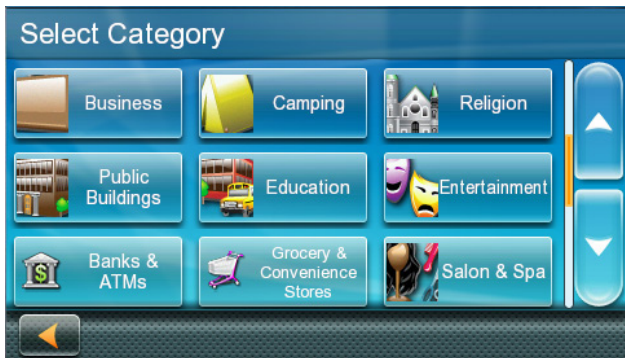 Select Category
Business
Camping
Religion
Public
Buildings
Education
Entertainment
Banks &
ATMs
$
Grocery &
Convenience
Stores
Salon & Spa